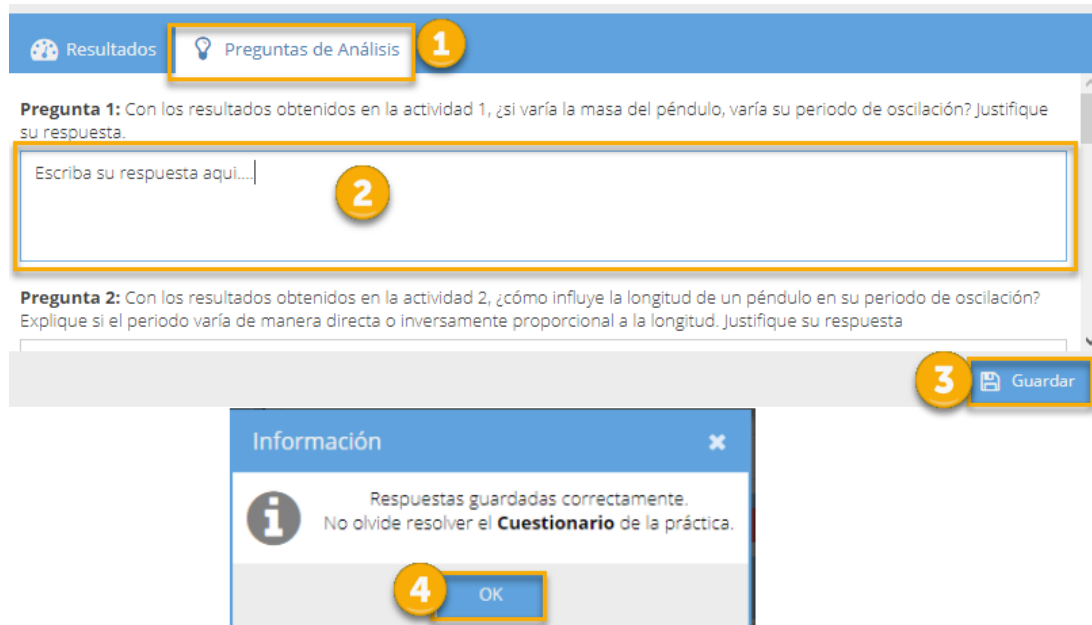 Resultados Preguntas de Análisis 1
Pregunta 1: Con los resultados obtenidos en la actividad 1, ¿si varía la masa del péndulo, varía su periodo de oscilación? Justifique
su respuesta.
Escriba su respuesta aqui....
2
Pregunta 2: Con los resultados obtenidos en la actividad 2, ¿cómo influye la longitud de un péndulo en su periodo de oscilación?
Explique si el periodo varía de manera directa o inversamente proporcional a la longitud. Justifique su respuesta
3 Guardar
Información
Respuestas guardadas correctamente.
No olvide resolver el Cuestionario de la práctica.
4 OK